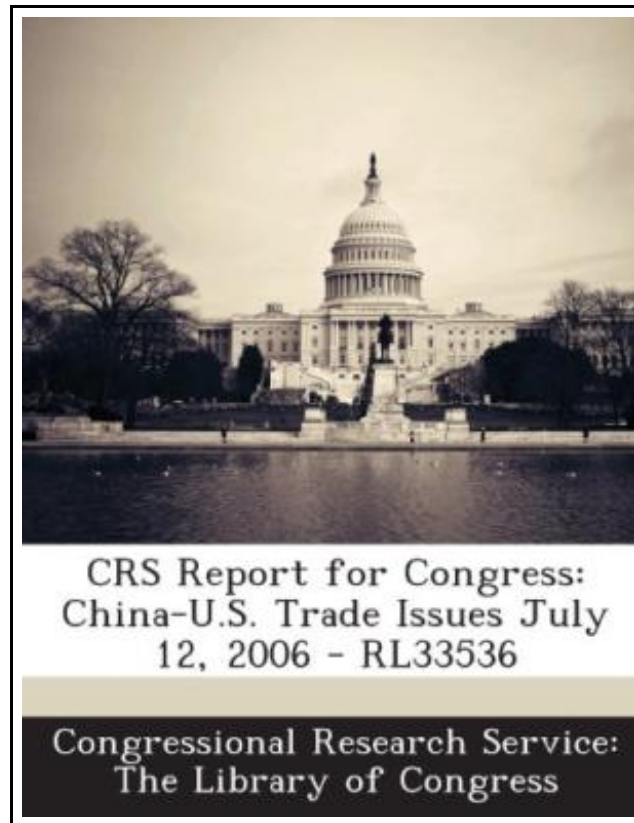 CRS Report for Congress:
China-U.S. Trade Issues July
12, 2006 - RL33536
Congressional Research Service:
The Library of Congress